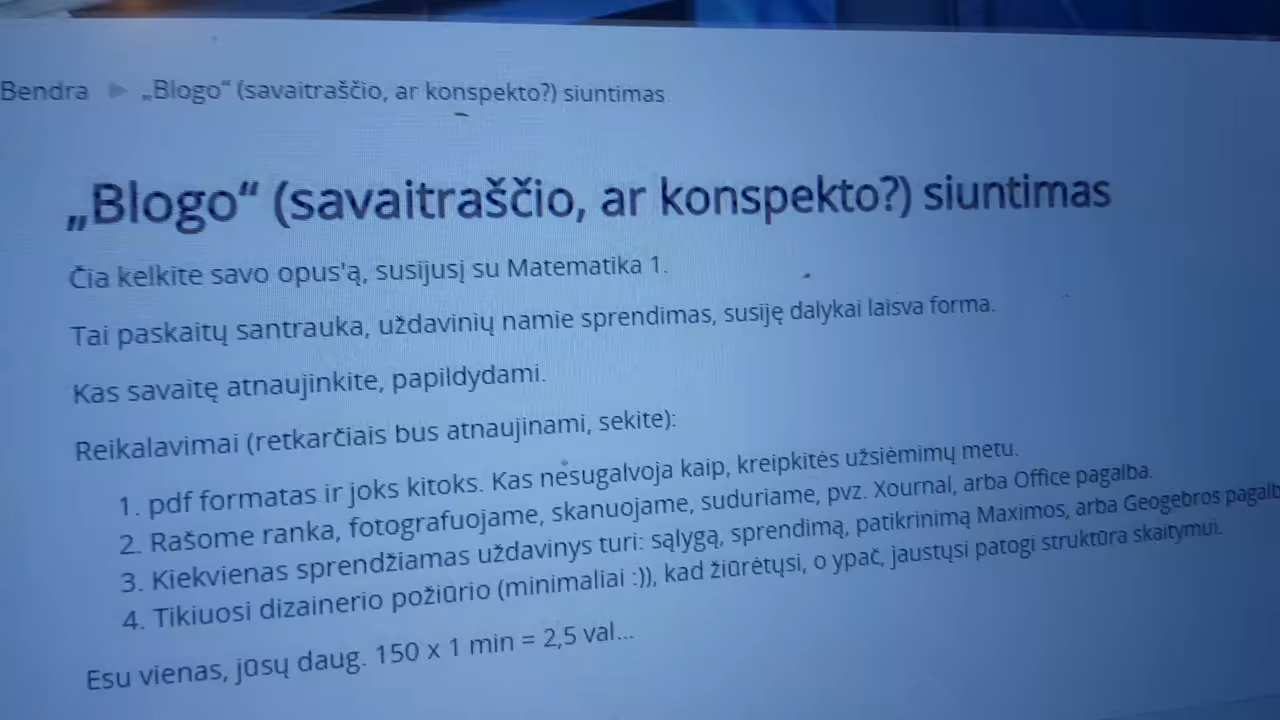 Bendra ► „Blogo“ (savaitraščio, ar konspekto?) siuntimas
„Blogo“ (savaitraščio, ar konspekto?) siuntimas
Čia kelkite savo opus'ą, susijusį su Matematika 1.
Tai paskaitų santrauka, uždavinių namie sprendimas, susiję dalykai laisva forma.
Kas savaitę atnaujinkite, papildydami.
Reikalavimai (retkarčiais bus atnaujinami, sekite):
1. pdf formatas ir joks kitoks. Kas nesugalvoja kaip, kreipkitės užsiėmimų metu.
2. Rašome ranka, fotografuojame, skanuojame, suduriame, pvz. Xournal, arba Office pagalba.
3. Kiekvienas sprendžiamas uždavinys turi: sąlygą, sprendimą, patikrinimą Maximos, arba Geogebros pagalb
4. Tikiuosi dizainerio požiūrio (minimaliai :)), kad žiūrėtųsi, o ypač, jaustųsi patogi struktūra skaitymui.
Esu vienas, jūsų daug. 150 x 1 min = 2,5 val...